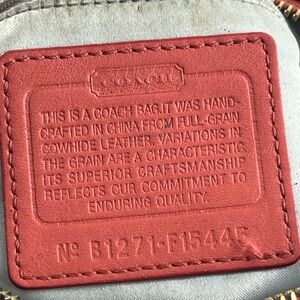 COACH
THIS IS A COACH BAG. IT WAS HAND-
CRAFTED IN CHINA FROM FULL-GRAIN
COWHIDE LEATHER. VARIATIONS IN
THE GRAIN ARE A CHARACTERISTIC.
ITS SUPERIOR CRAFTSMANSHIP
REFLECTS OUR COMMITMENT TO
ENDURING QUALITY.
Nº B1271-F15445